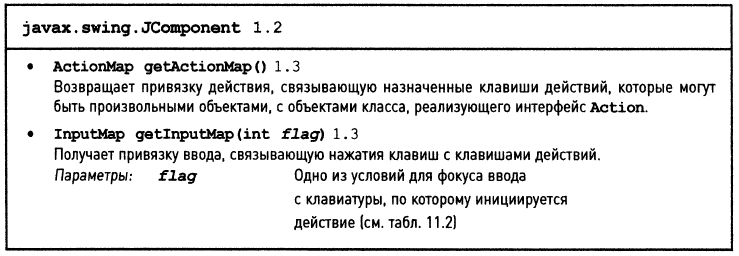 javax.swing.JComponent 1.2
• ActionMap getActionMap() 1.3
Возвращает привязку действия, связывающую назначенные клавиши действий, которые могут
быть произвольными объектами, с объектами класса, реализующего интерфейс Action.
• InputMap getInputMap(int flag) 1.3
Получает привязку ввода, связывающую нажатия клавиш с клавишами действий.
Параметры: flag Одно из условий для фокуса ввода
с клавиатуры, по которому инициируется
действие (см. табл. 11.2)